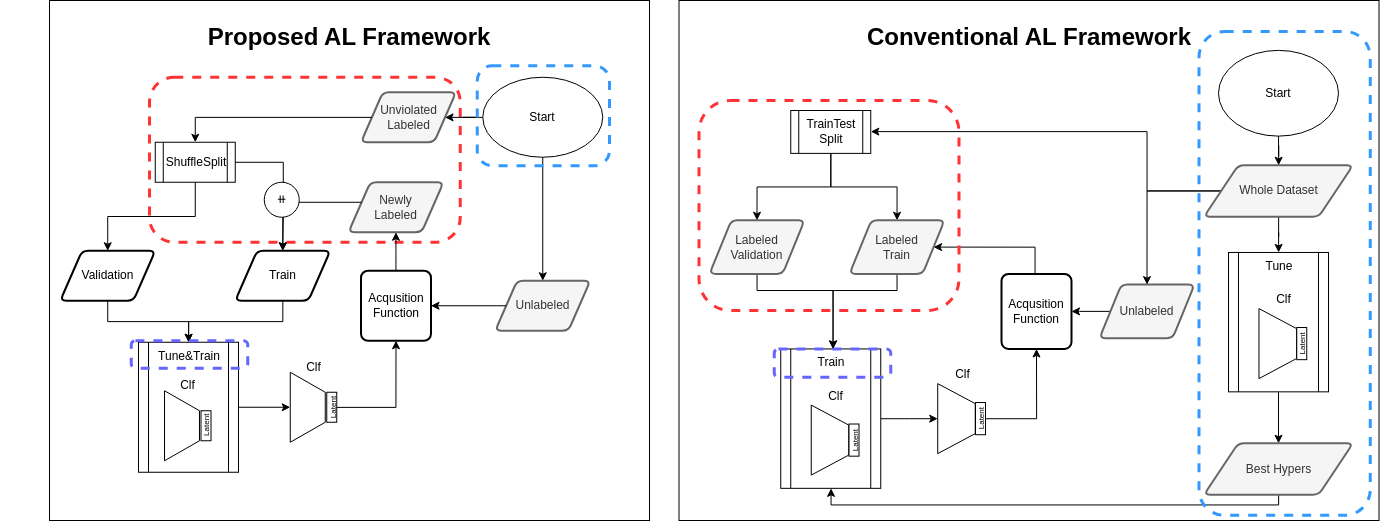 Proposed AL Framework
Unviolated
Labeled
Start
ShuffleSplit
⧺
Newly
Labeled
Validation
Train
Acqusition
Function
Unlabeled
Tune&Train
Clf
Latent
Clf
Latent
Conventional AL Framework
Start
TrainTest
Split
Whole Dataset
Labeled
Validation
Labeled
Train
Tune
Clf
Latent
Acqusition
Function
Unlabeled
Train
Clf
Latent
Clf
Latent
Best Hypers